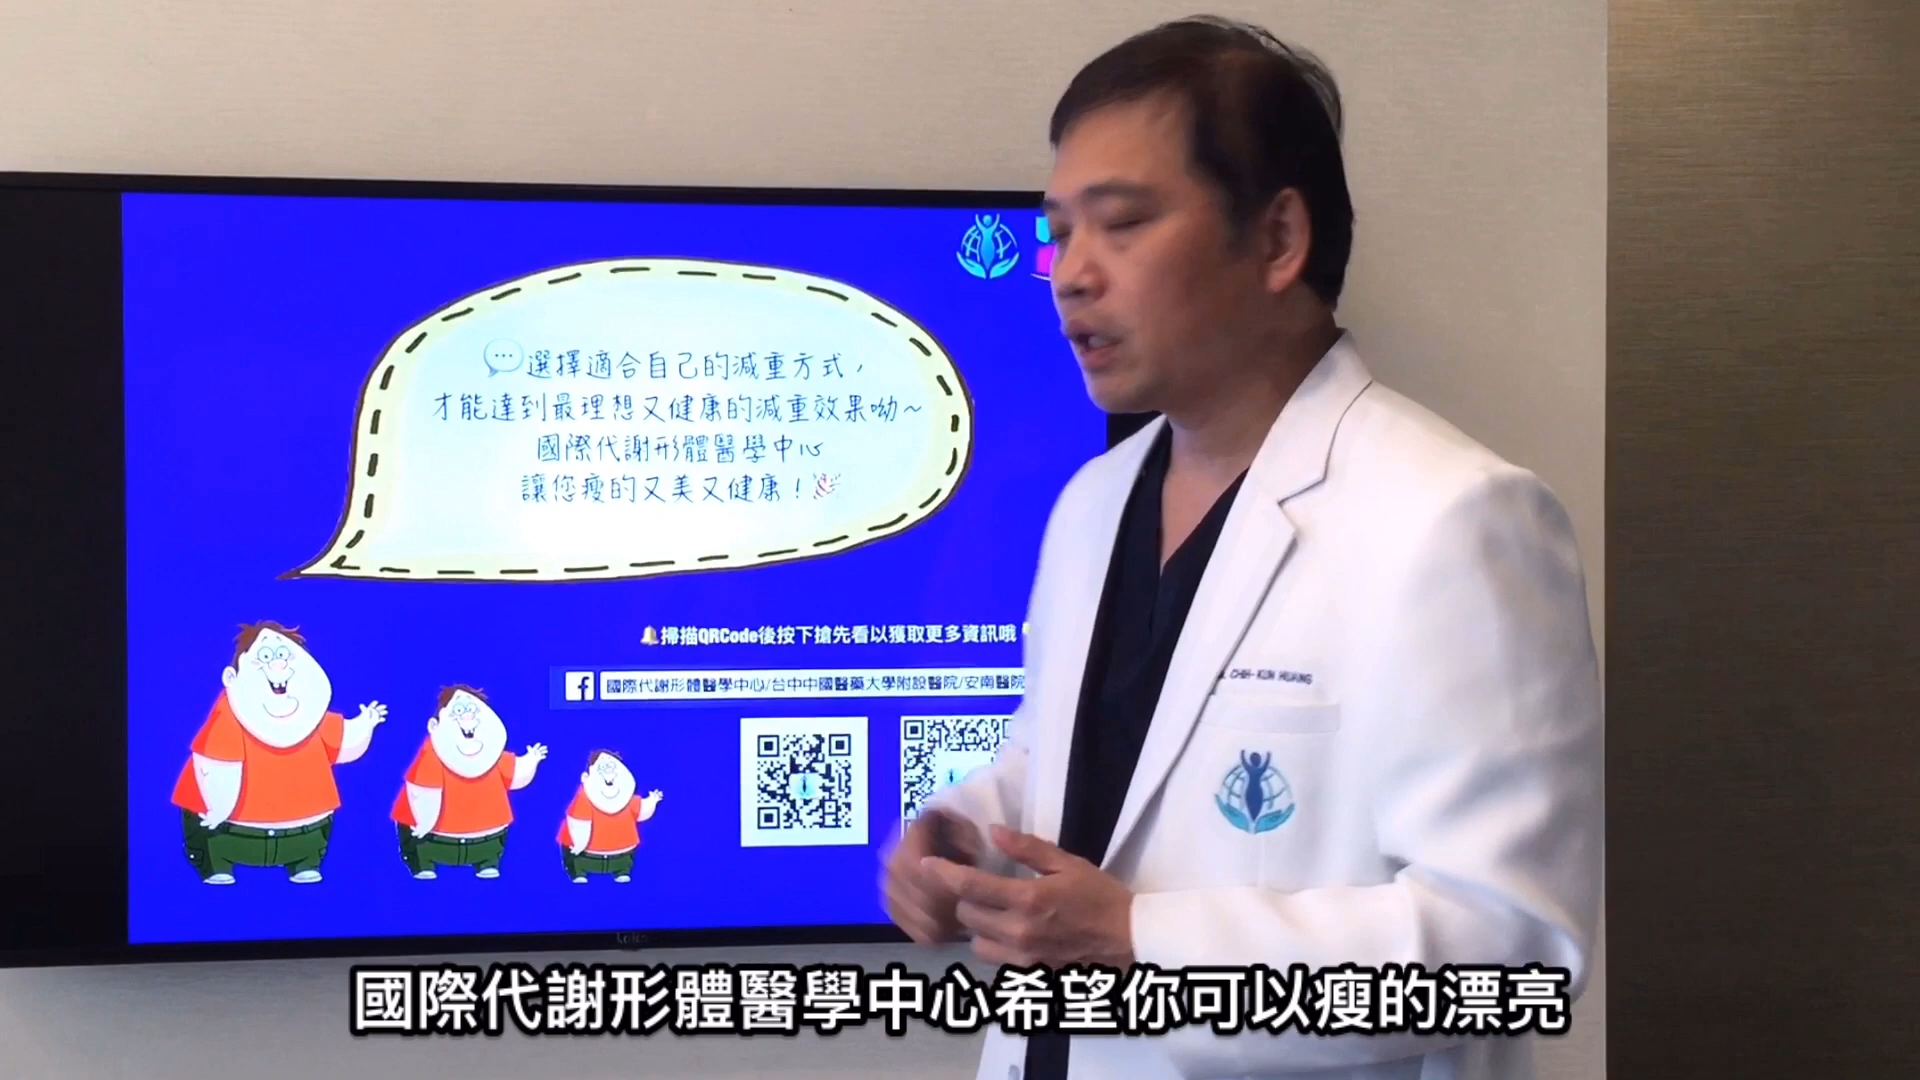 選擇適合自己的減重方式，
才能達到最理想又健康的減重效果呦～
國際代謝形體醫學中心
讓您瘦的又美又健康！
掃描QRCode後按下搶先看以獲取更多資訊哦
國際代謝形體醫學中心/台中中國醫藥大學附設醫院/安南醫院
CHIH-KUN HUANG
國際代謝形體醫學中心希望你可以瘦的漂亮